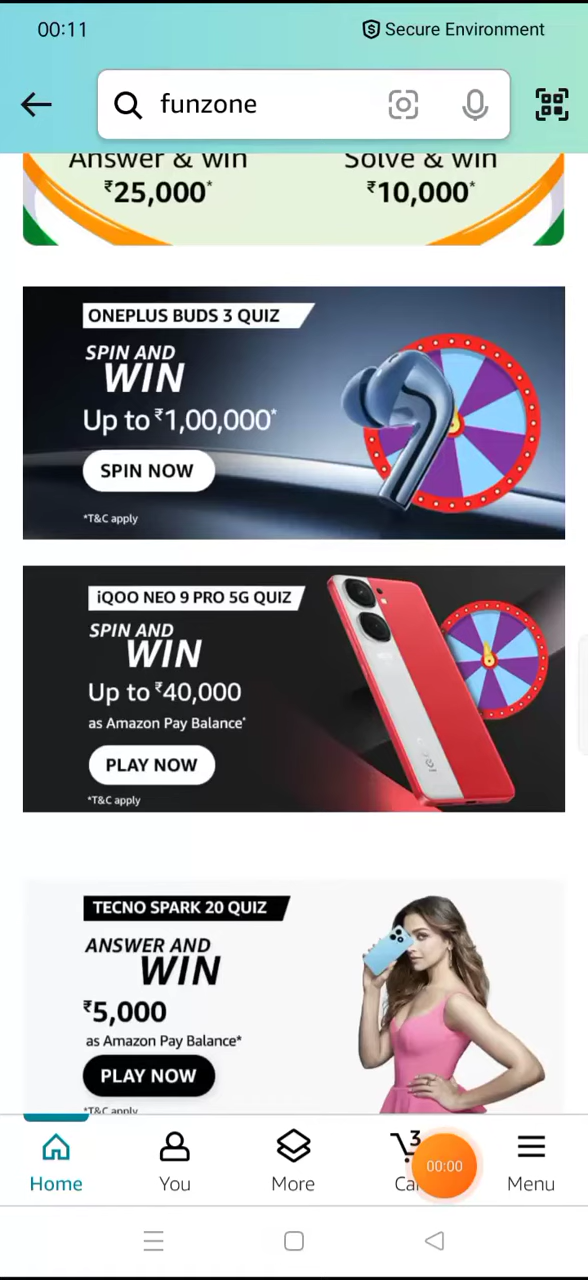 00:11
Secure Environment
funzone
Answer & win
₹25,000*
Solve & win
₹10,000*
ONEPLUS BUDS 3 QUIZ
SPIN AND
WIN
Up to ₹1,00,000*
SPIN NOW
*T&C apply
iQOO NEO 9 PRO 5G QUIZ
SPIN AND
WIN
Up to ₹40,000
as Amazon Pay Balance*
PLAY NOW
*T&C apply
TECNO SPARK 20 QUIZ
ANSWER AND
WIN
₹5,000
as Amazon Pay Balance*
PLAY NOW
*T&C apply
3
00:00
Home
You
More
Ca
Menu